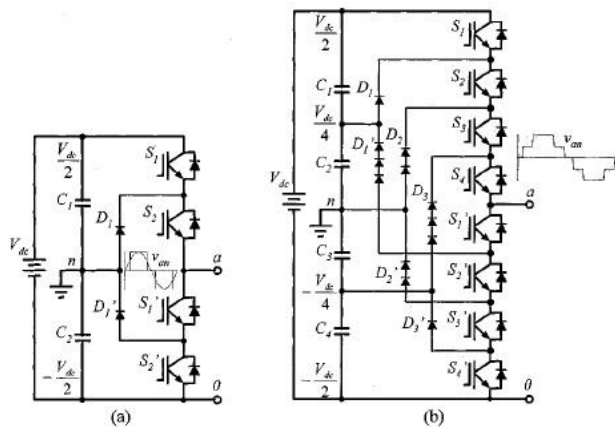 V_dc
V_dc/2
C_1
n
C_2
-V_dc/2
D_1
D_1'
v_an
S_1
S_2
S_1'
S_2'
a
0
(a)
V_dc
V_dc/2
C_1
V_dc/4
C_2
n
C_3
-V_dc/4
C_4
-V_dc/2
D_1
D_1'
D_2
D_3
D_2'
D_3'
S_1
S_2
S_3
S_4
S_1'
S_2'
S_3'
S_4'
v_an
a
0
(b)